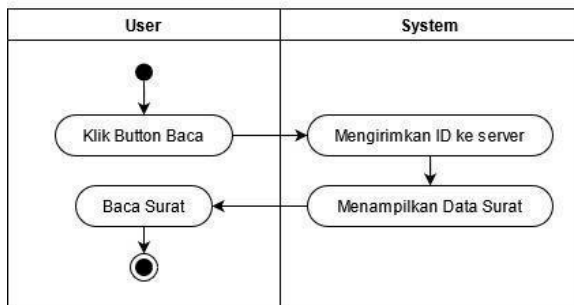 User
System
Klik Button Baca
Mengirimkan ID ke server
Baca Surat
Menampilkan Data Surat